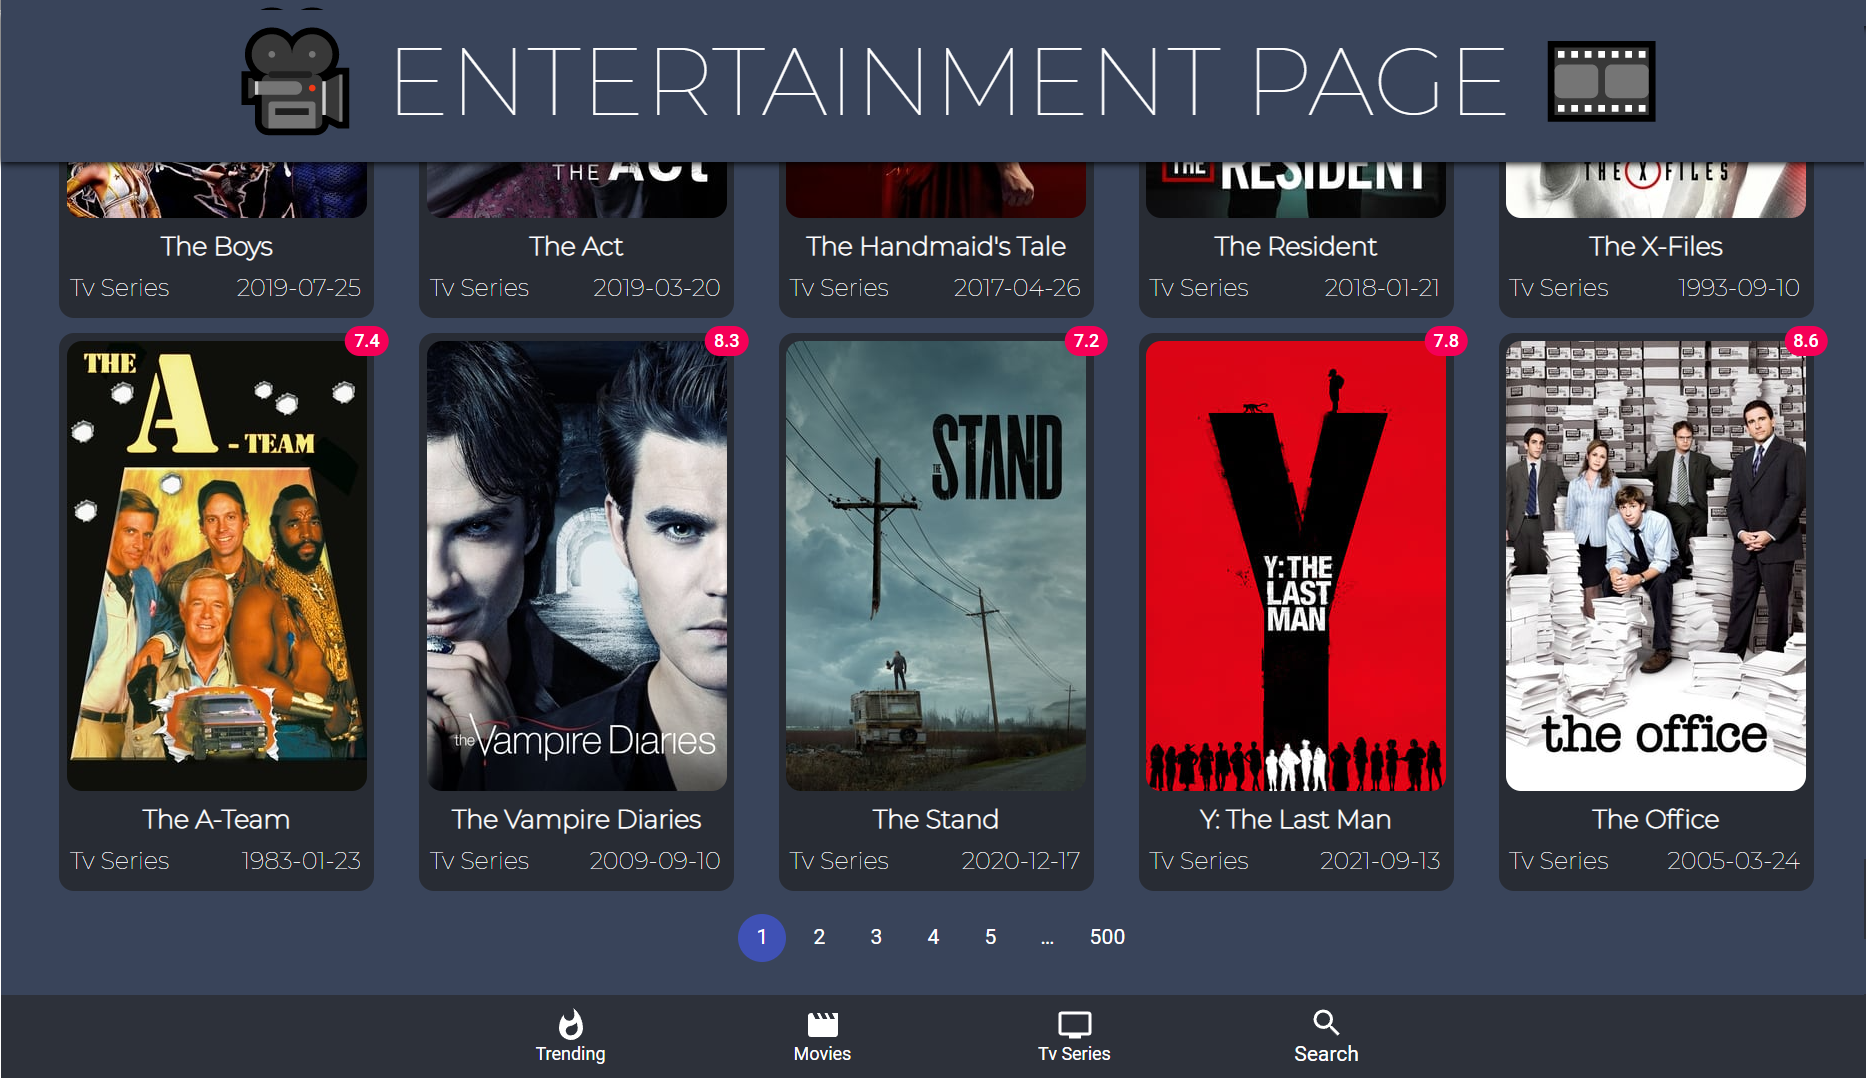 ENTERTAINMENT PAGE
THE ACT
THE RESIDENT
THE X FILES
The Boys
Tv Series 2019-07-25
The Act
Tv Series 2019-03-20
The Handmaid's Tale
Tv Series 2017-04-26
The Resident
Tv Series 2018-01-21
The X-Files
Tv Series 1993-09-10
7.4
THE
A
- TEAM
The A-Team
Tv Series 1983-01-23
8.3
the Vampire Diaries
The Vampire Diaries
Tv Series 2009-09-10
7.2
THE STAND
The Stand
Tv Series 2020-12-17
7.8
Y
Y: THE
LAST
MAN
Y: The Last Man
Tv Series 2021-09-13
8.6
the office
The Office
Tv Series 2005-03-24
1 2 3 4 5 ... 500
Trending Movies Tv Series Search